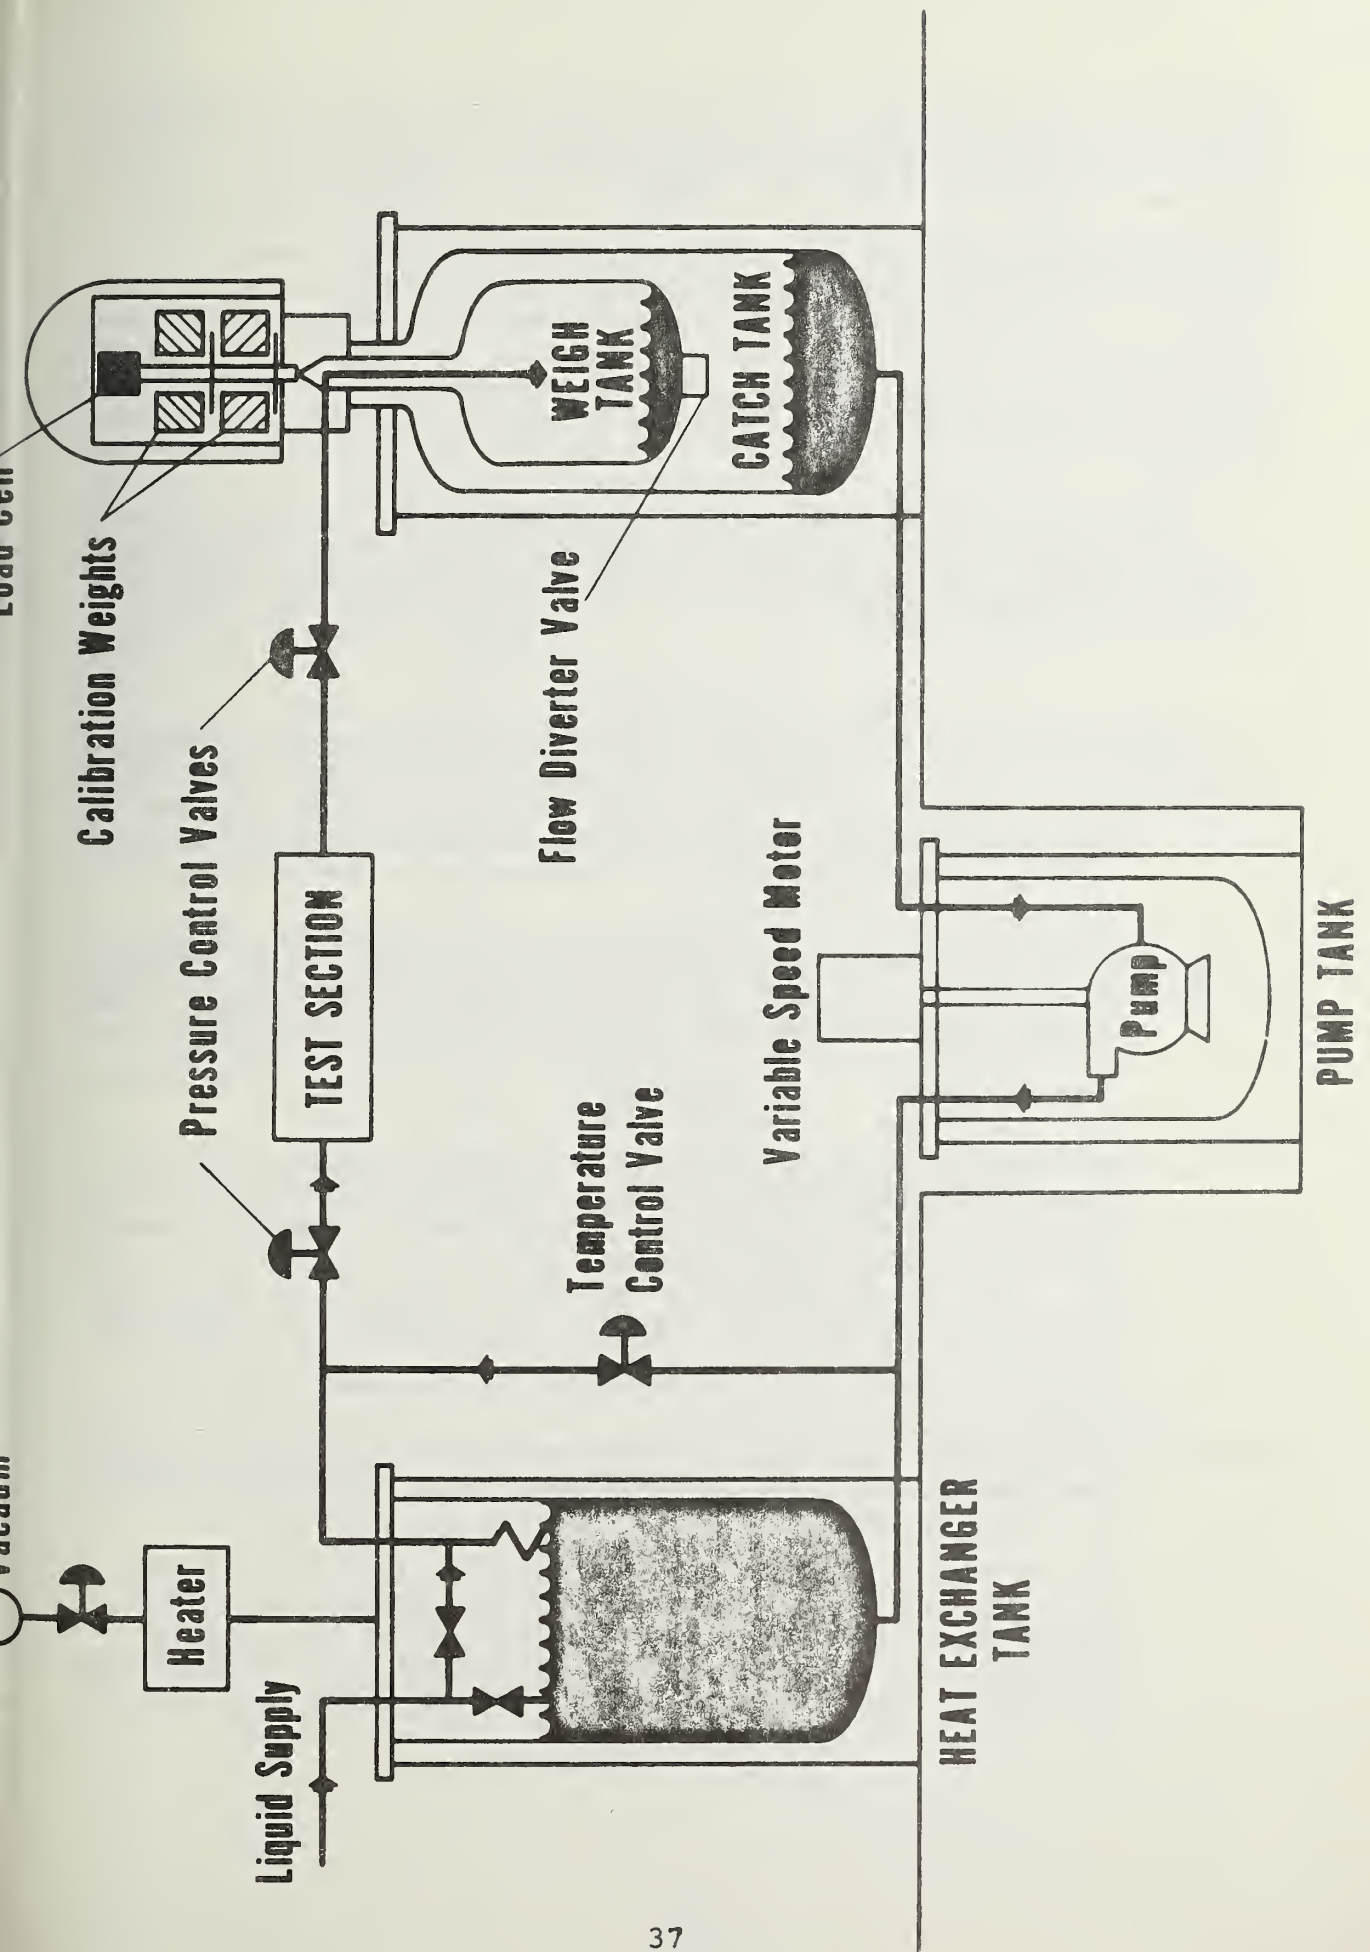 Load Cell
Calibration Weights
Pressure Control Valves
TEST SECTION
WEIGH
TANK
CATCH TANK
Flow Diverter Valve
Variable Speed Motor
Temperature
Control Valve
Pump
PUMP TANK
Vacuum
Heater
Liquid Supply
HEAT EXCHANGER
TANK
37